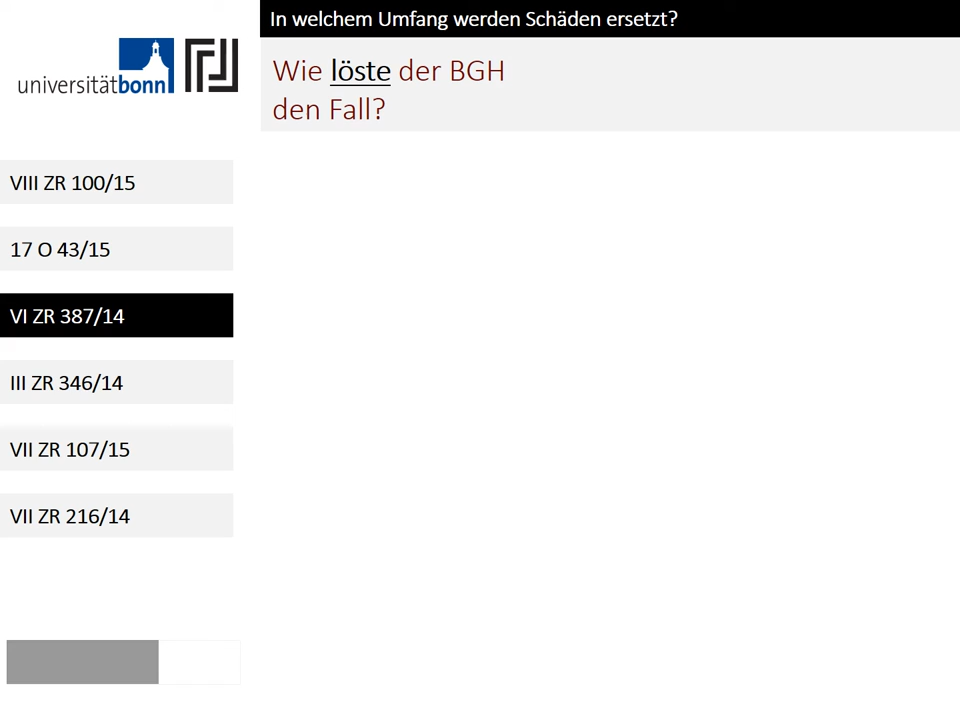 In welchem Umfang werden Schäden ersetzt?
universitätbonn
Wie löste der BGH
den Fall?
VIII ZR 100/15
17 O 43/15
VI ZR 387/14
III ZR 346/14
VII ZR 107/15
VII ZR 216/14